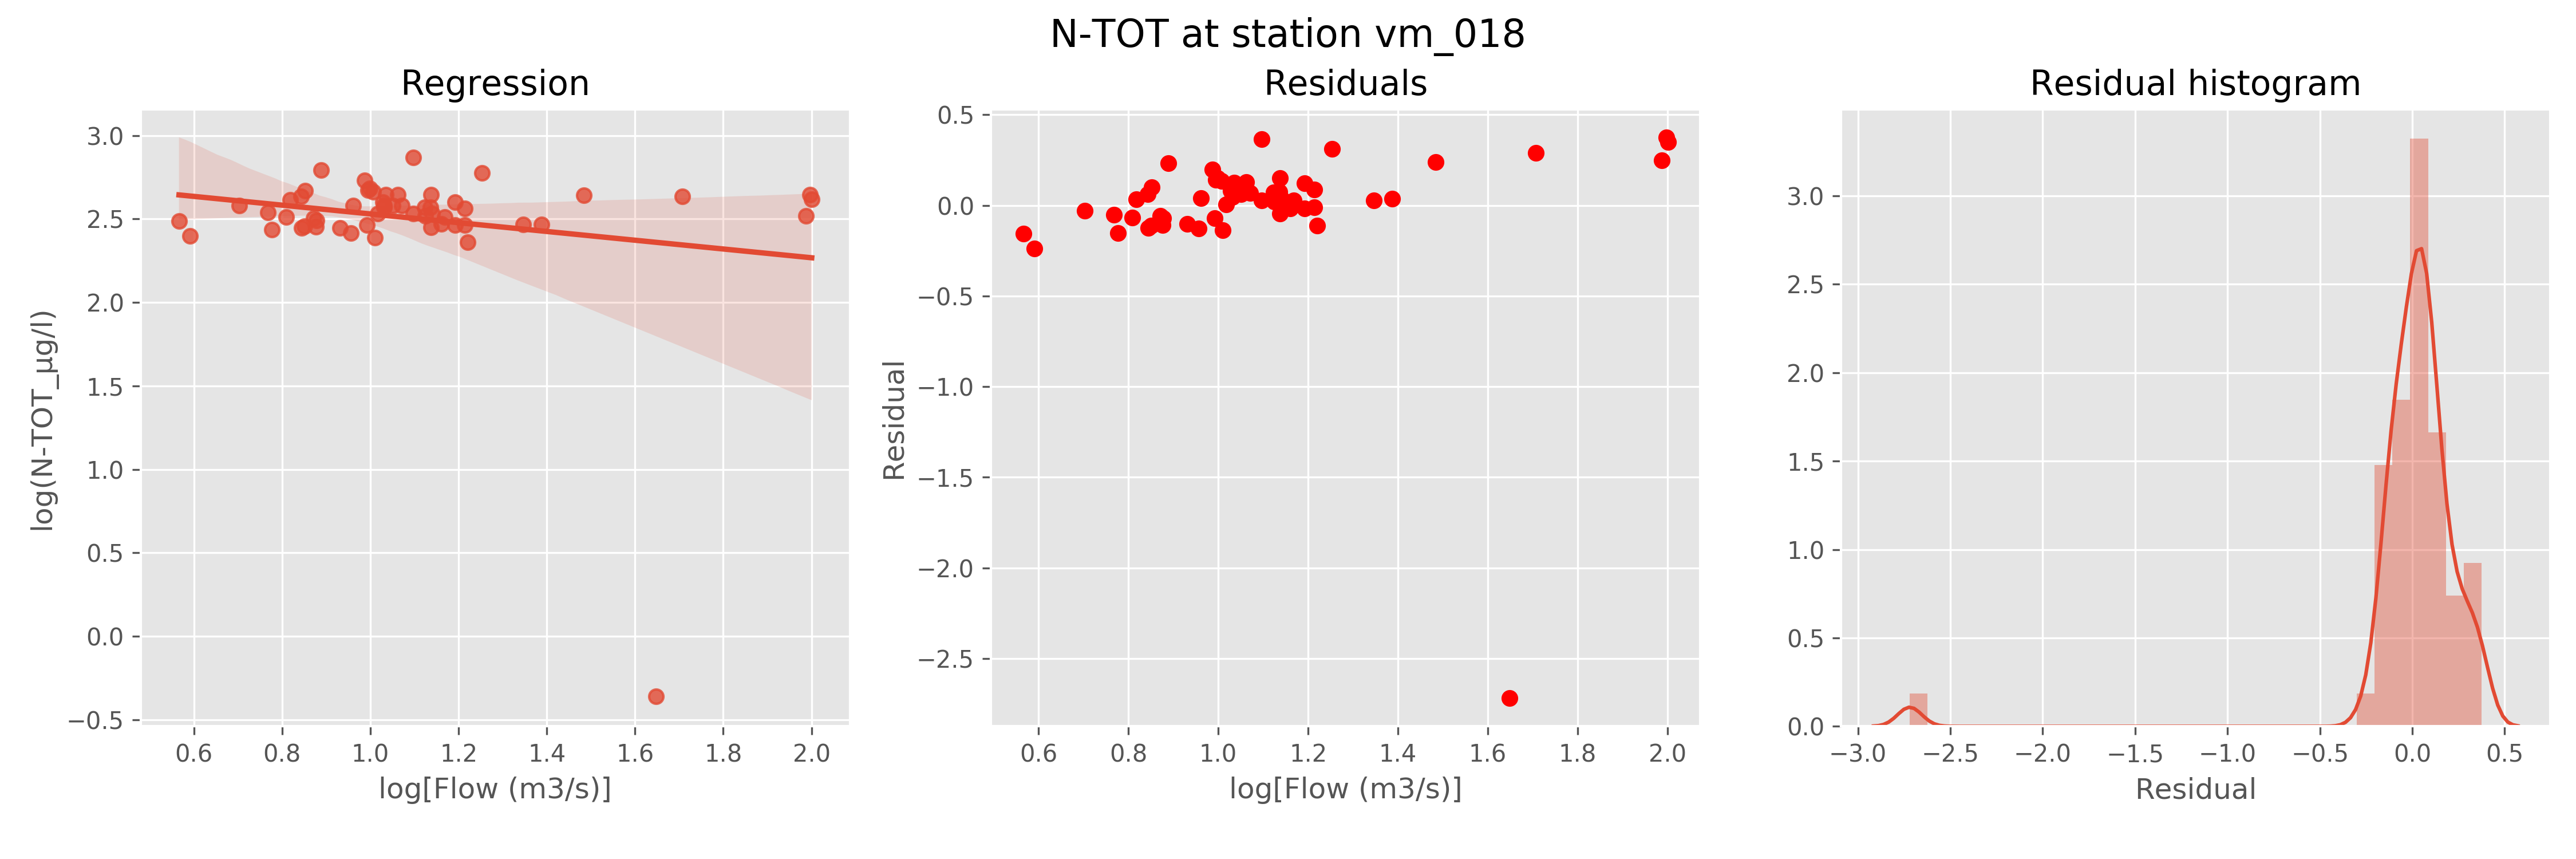 N-TOT at station vm_018
Regression
3.0
2.5
2.0
1.5
1.0
0.5
0.0
−0.5
log(N-TOT_µg/l)
0.6 0.8 1.0 1.2 1.4 1.6 1.8 2.0
log[Flow (m3/s)]
Residuals
0.5
0.0
−0.5
−1.0
−1.5
−2.0
−2.5
Residual
0.6 0.8 1.0 1.2 1.4 1.6 1.8 2.0
log[Flow (m3/s)]
Residual histogram
3.0
2.5
2.0
1.5
1.0
0.5
0.0
−3.0 −2.5 −2.0 −1.5 −1.0 −0.5 0.0 0.5
Residual